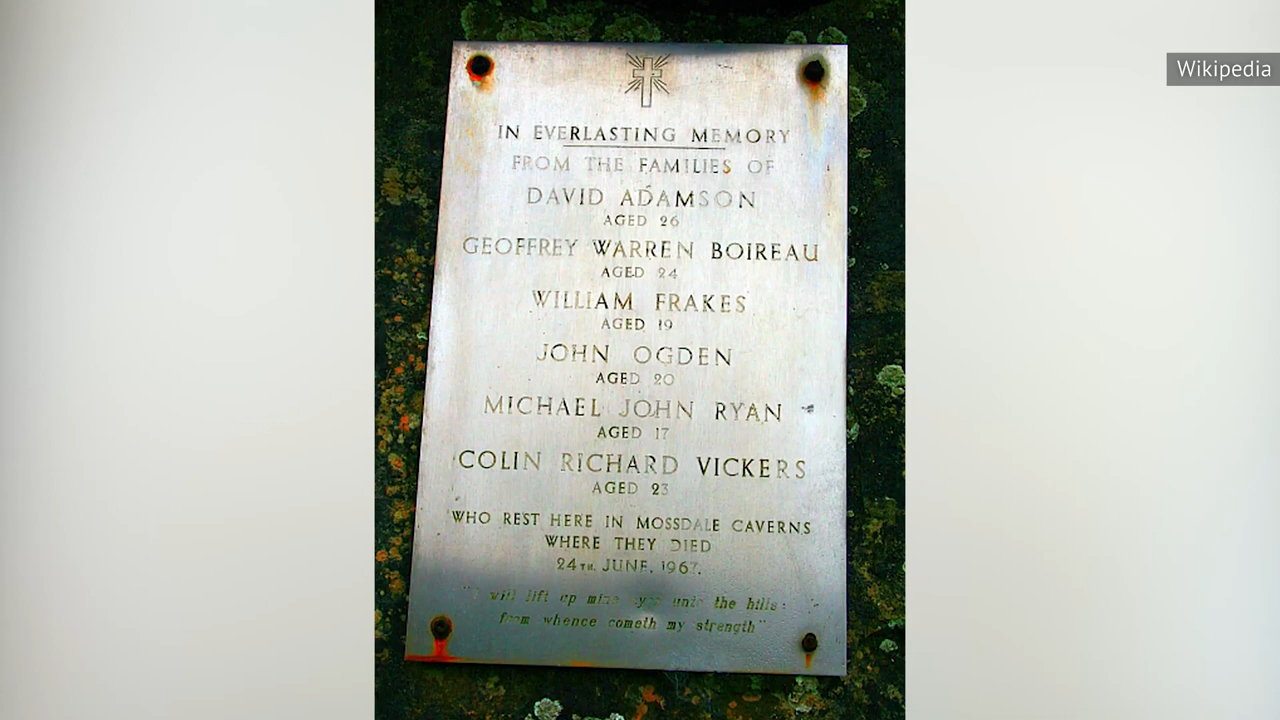 Wikipedia
IN EVERLASTING MEMORY
FROM THE FAMILIES OF
DAVID ADAMSON
AGED 26
GEOFFREY WARREN BOIREAU
AGED 24
WILLIAM FRAKES
AGED 19
JOHN OGDEN
AGED 20
MICHAEL JOHN RYAN
AGED 17
COLIN RICHARD VICKERS
AGED 23
WHO REST HERE IN MOSSDALE CAVERNS
WHERE THEY DIED
24TH. JUNE, 1967.
"I will lift up mine eyes unto the hills:
from whence cometh my strength"